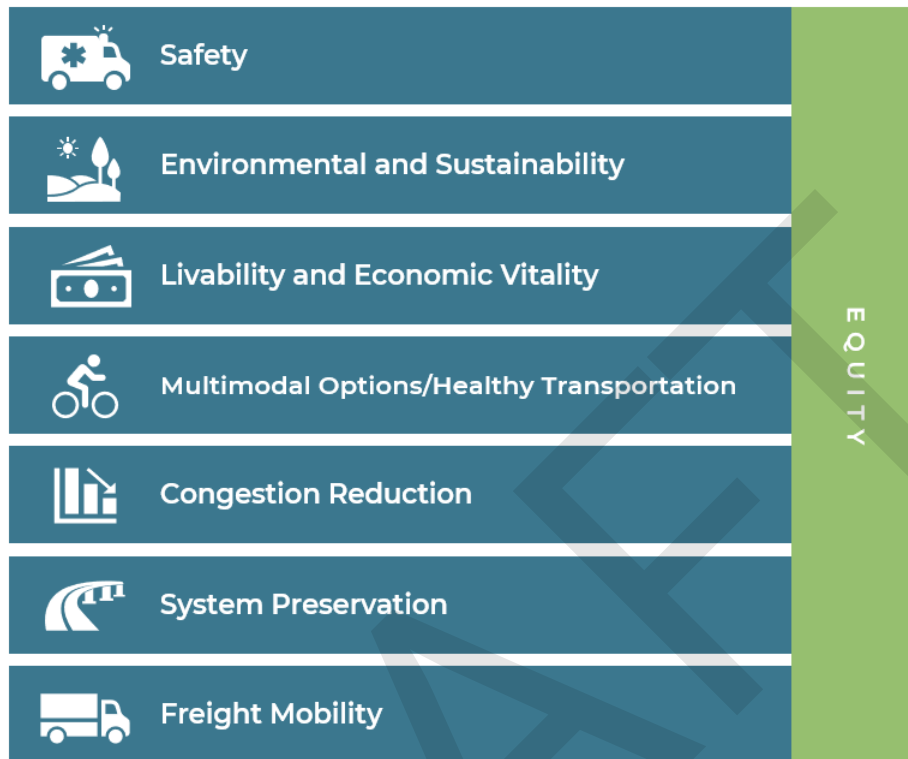 Safety
Environmental and Sustainability
Livability and Economic Vitality
Multimodal Options/Healthy Transportation
Congestion Reduction
System Preservation
Freight Mobility
EQUITY
AFT